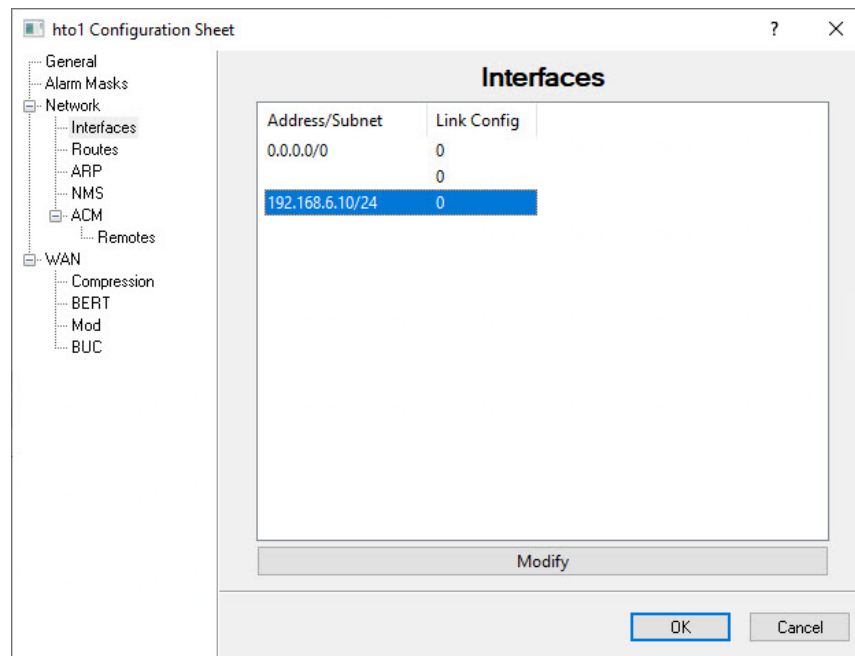 hto1 Configuration Sheet
General
Alarm Masks
Network
Interfaces
Routes
ARP
NMS
ACM
Remotes
WAN
Compression
BERT
Mod
BUC
Interfaces
Address/Subnet Link Config
0.0.0.0/0 0
0
192.168.6.10/24 0
Modify
OK Cancel